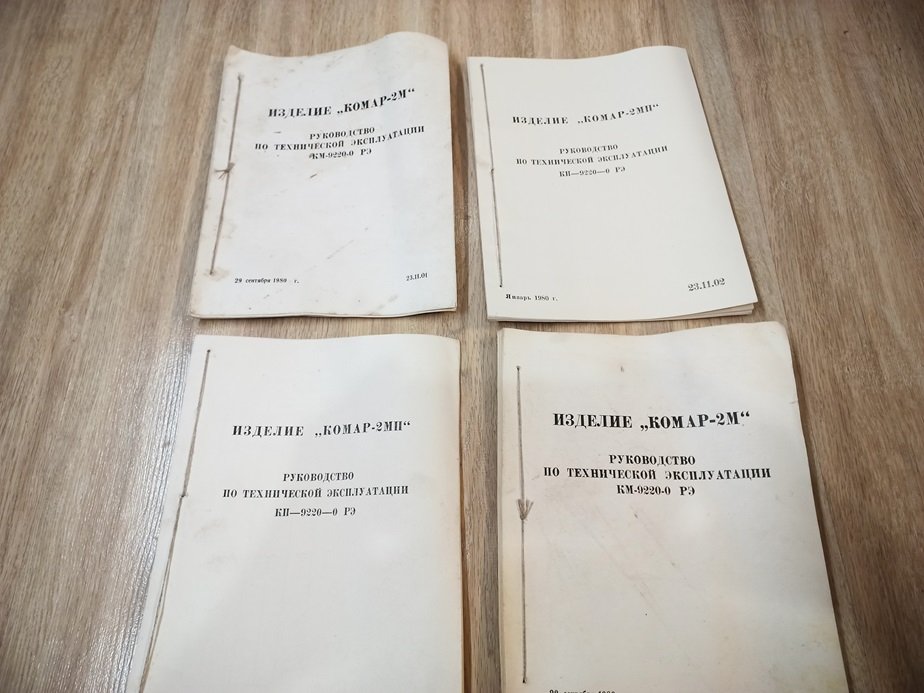 ИЗДЕЛИЕ „КОМАР-2М“
РУКОВОДСТВО
ПО ТЕХНИЧЕСКОЙ ЭКСПЛУАТАЦИИ
КМ-9220-0 РЭ
29 сентября 1980 г.
23.11.01
ИЗДЕЛИЕ „КОМАР-2МП“
РУКОВОДСТВО
ПО ТЕХНИЧЕСКОЙ ЭКСПЛУАТАЦИИ
КП—9220—0 РЭ
Январь 1980 г.
23.11.02
ИЗДЕЛИЕ „КОМАР-2МП“
РУКОВОДСТВО
ПО ТЕХНИЧЕСКОЙ ЭКСПЛУАТАЦИИ
КП—9220—0 РЭ
ИЗДЕЛИЕ „КОМАР-2М“
РУКОВОДСТВО
ПО ТЕХНИЧЕСКОЙ ЭКСПЛУАТАЦИИ
КМ-9220-0 РЭ